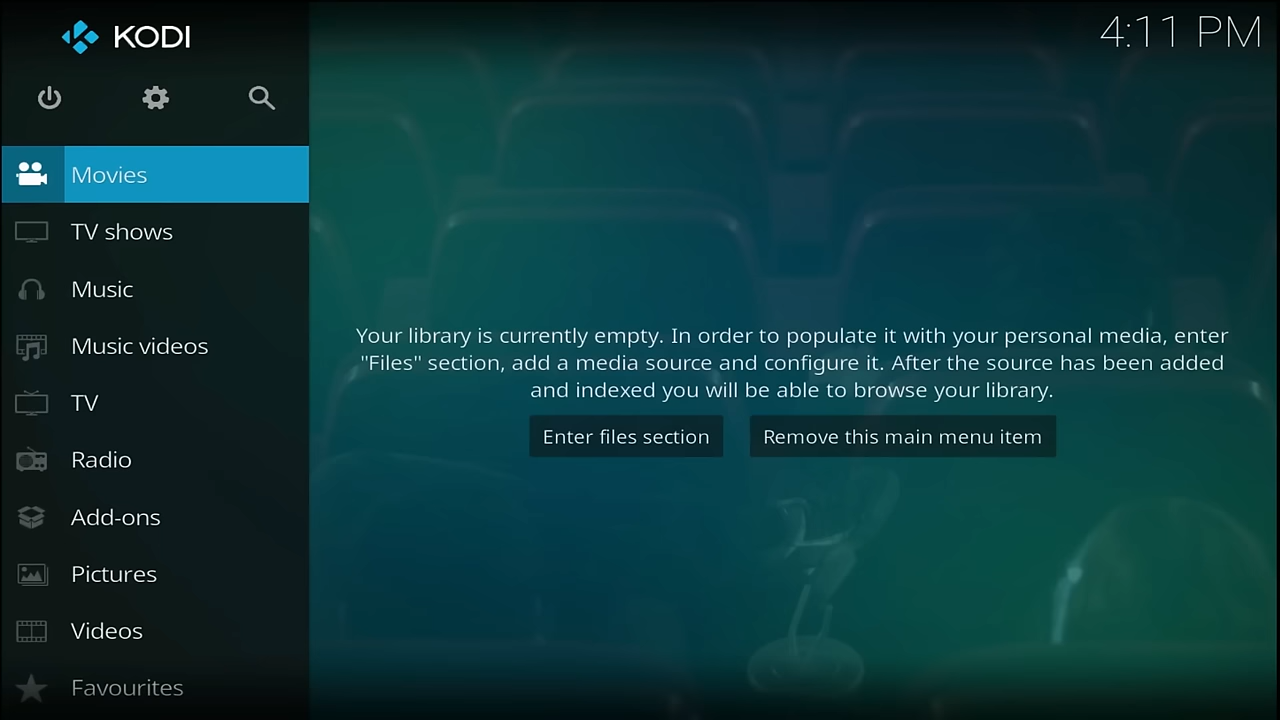 KODI
4:11 PM
Movies
TV shows
Music
Music videos
TV
Radio
Add-ons
Pictures
Videos
Favourites
Your library is currently empty. In order to populate it with your personal media, enter
"Files" section, add a media source and configure it. After the source has been added
and indexed you will be able to browse your library.
Enter files section
Remove this main menu item